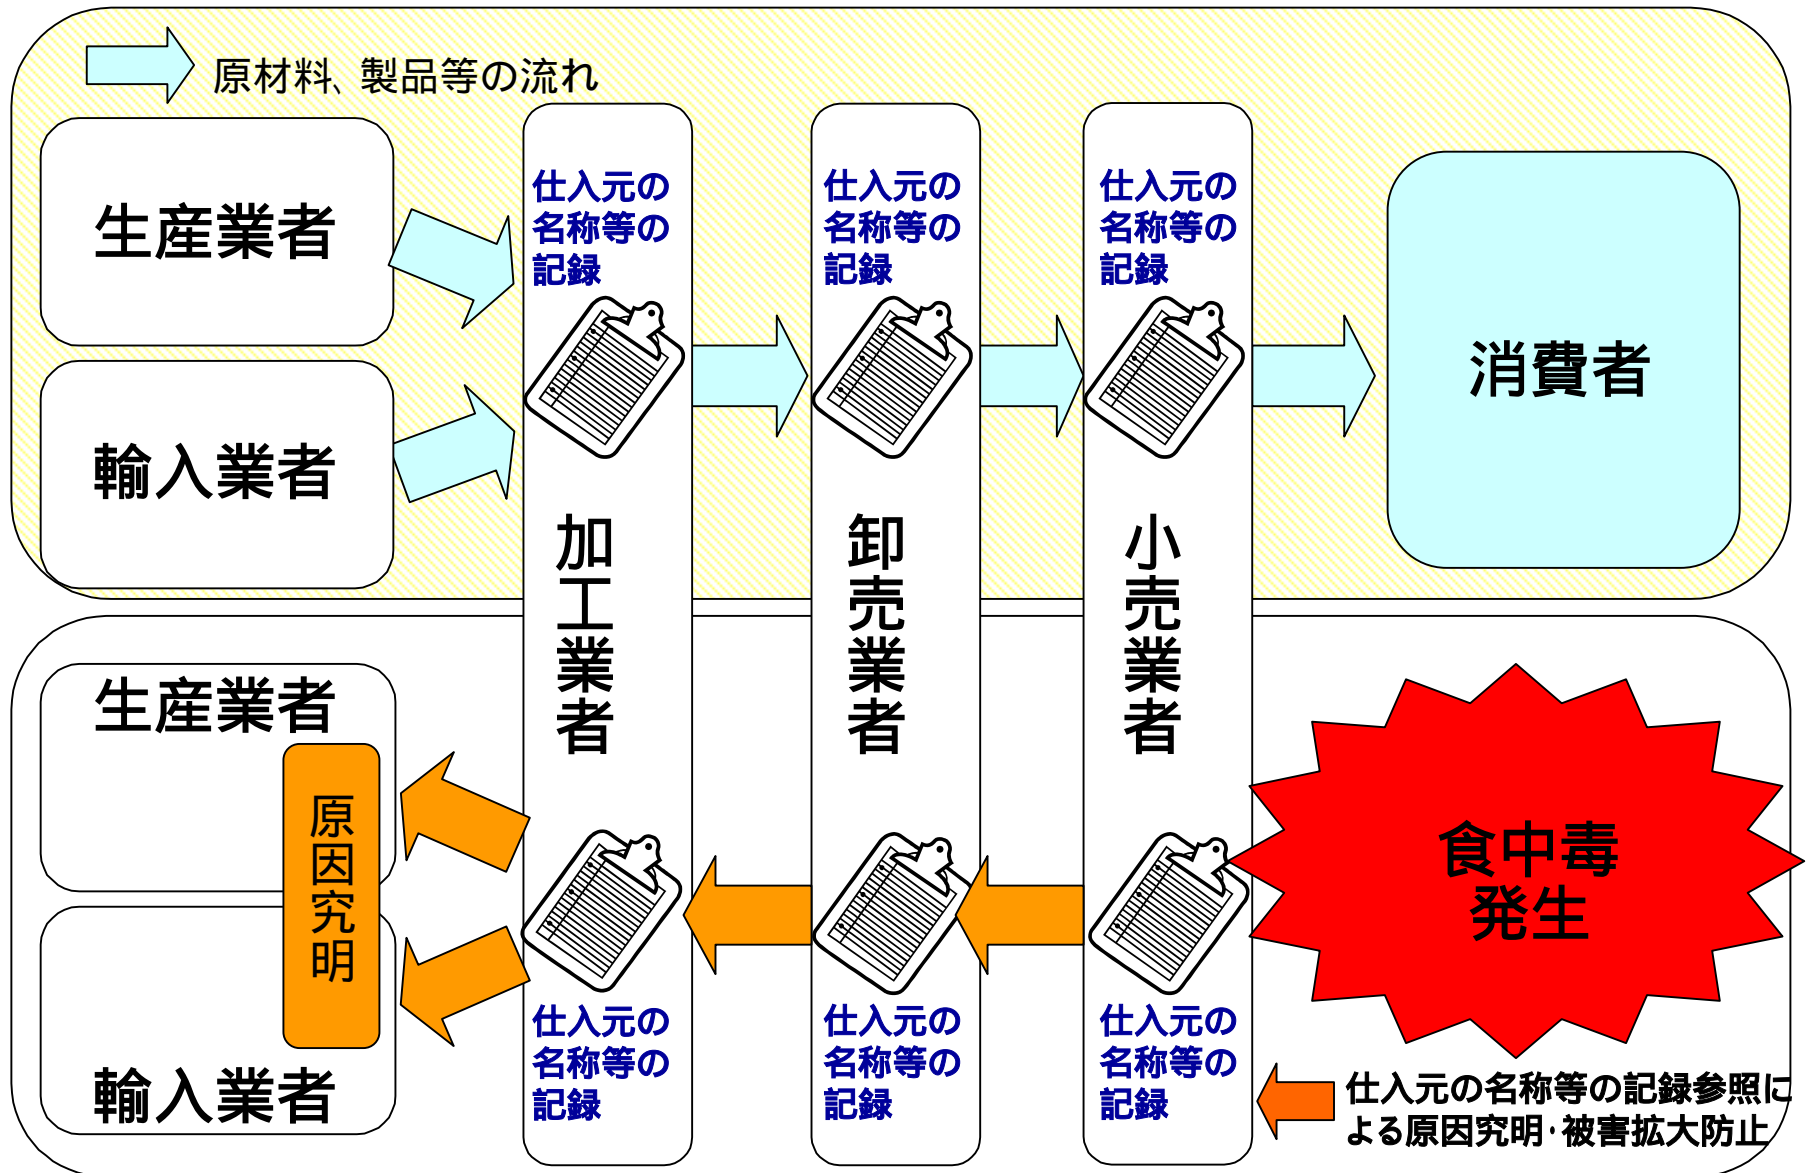 原材料、製品等の流れ
生産業者
輸入業者
仕入元の
名称等の
記録
加工業者
仕入元の
名称等の
記録
卸売業者
仕入元の
名称等の
記録
小売業者
消費者
生産業者
原因究明
輸入業者
仕入元の
名称等の
記録
仕入元の
名称等の
記録
仕入元の
名称等の
記録
食中毒
発生
仕入元の名称等の記録参照に
よる原因究明・被害拡大防止